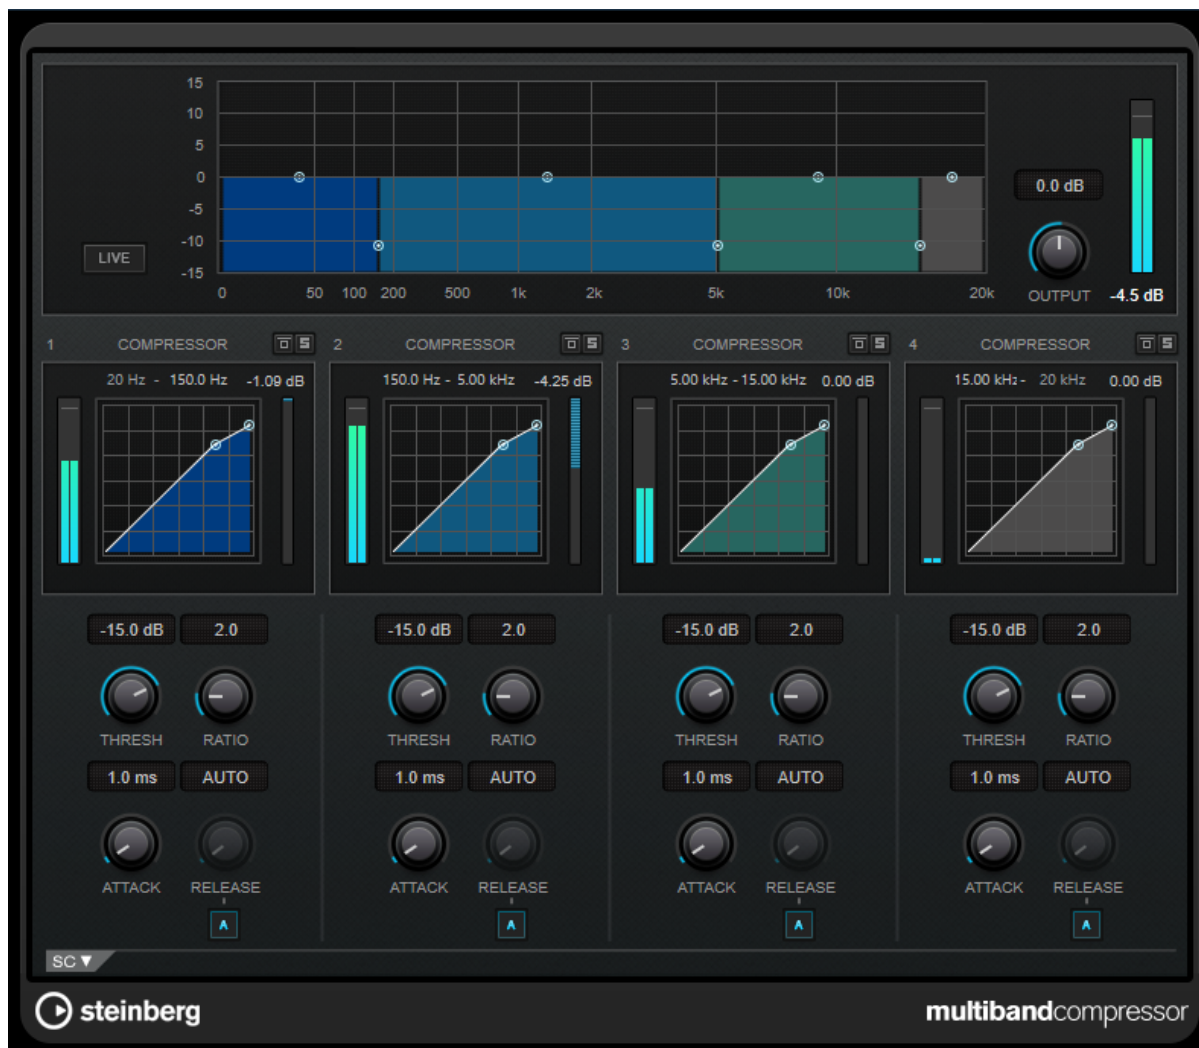 15
10
5
0
-5
-10
-15
0 50 100 200 500 1k 2k 5k 10k 20k
LIVE
0.0 dB
OUTPUT -4.5 dB
1 COMPRESSOR S 2 COMPRESSOR S 3 COMPRESSOR S 4 COMPRESSOR S
20 Hz - 150.0 Hz -1.09 dB 150.0 Hz - 5.00 kHz -4.25 dB 5.00 kHz - 15.00 kHz 0.00 dB 15.00 kHz - 20 kHz 0.00 dB
-15.0 dB 2.0 -15.0 dB 2.0 -15.0 dB 2.0 -15.0 dB 2.0
THRESH RATIO THRESH RATIO THRESH RATIO THRESH RATIO
1.0 ms AUTO 1.0 ms AUTO 1.0 ms AUTO 1.0 ms AUTO
ATTACK RELEASE ATTACK RELEASE ATTACK RELEASE ATTACK RELEASE
A A A A
SC ▼
steinberg multibandcompressor